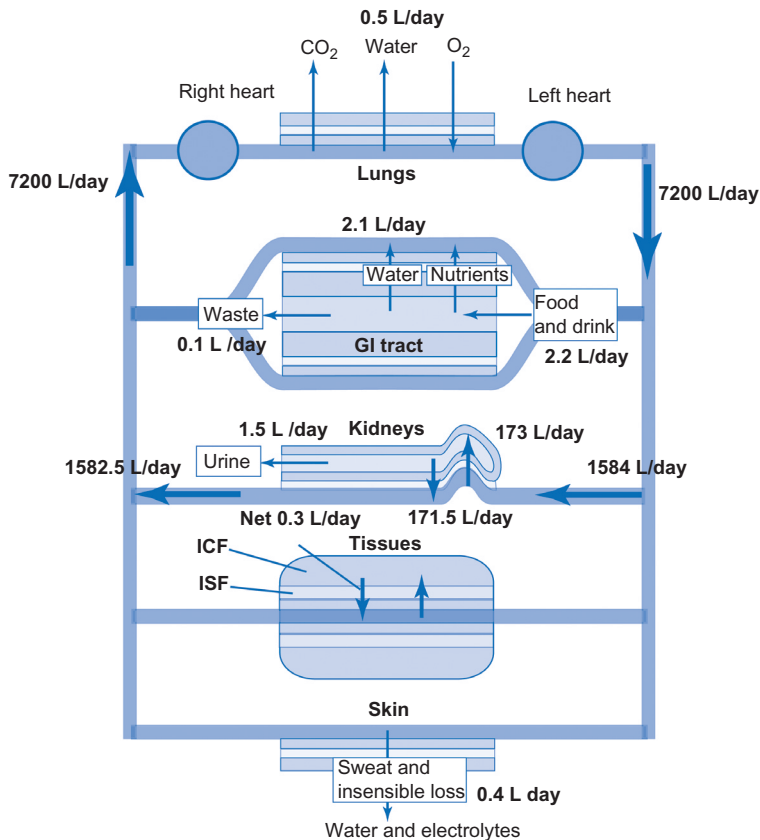 0.5 L/day
CO₂
Water
O₂
Right heart
Left heart
Lungs
7200 L/day
7200 L/day
2.1 L/day
Water
Nutrients
Waste
Food
and drink
0.1 L /day
GI tract
2.2 L/day
1.5 L /day
Kidneys
173 L/day
Urine
1582.5 L/day
1584 L/day
Net 0.3 L/day
171.5 L/day
ICF
Tissues
ISF
Skin
Sweat and
insensible loss
0.4 L day
Water and electrolytes